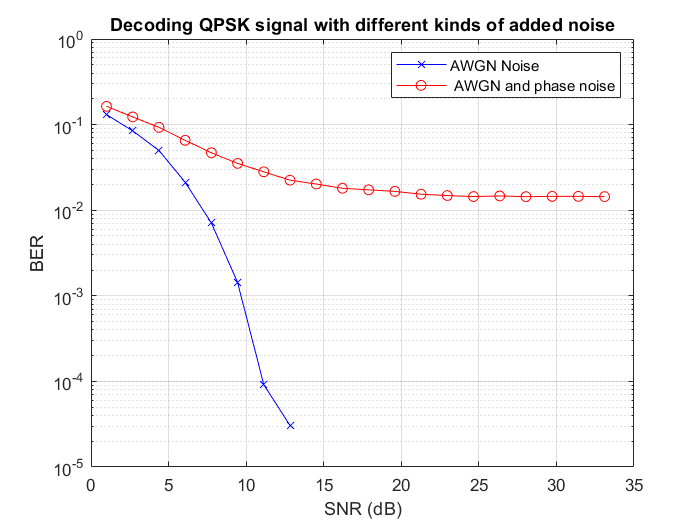 Decoding QPSK signal with different kinds of added noise
AWGN Noise
AWGN and phase noise
10^0
10^-1
10^-2
10^-3
10^-4
10^-5
BER
0 5 10 15 20 25 30 35
SNR (dB)